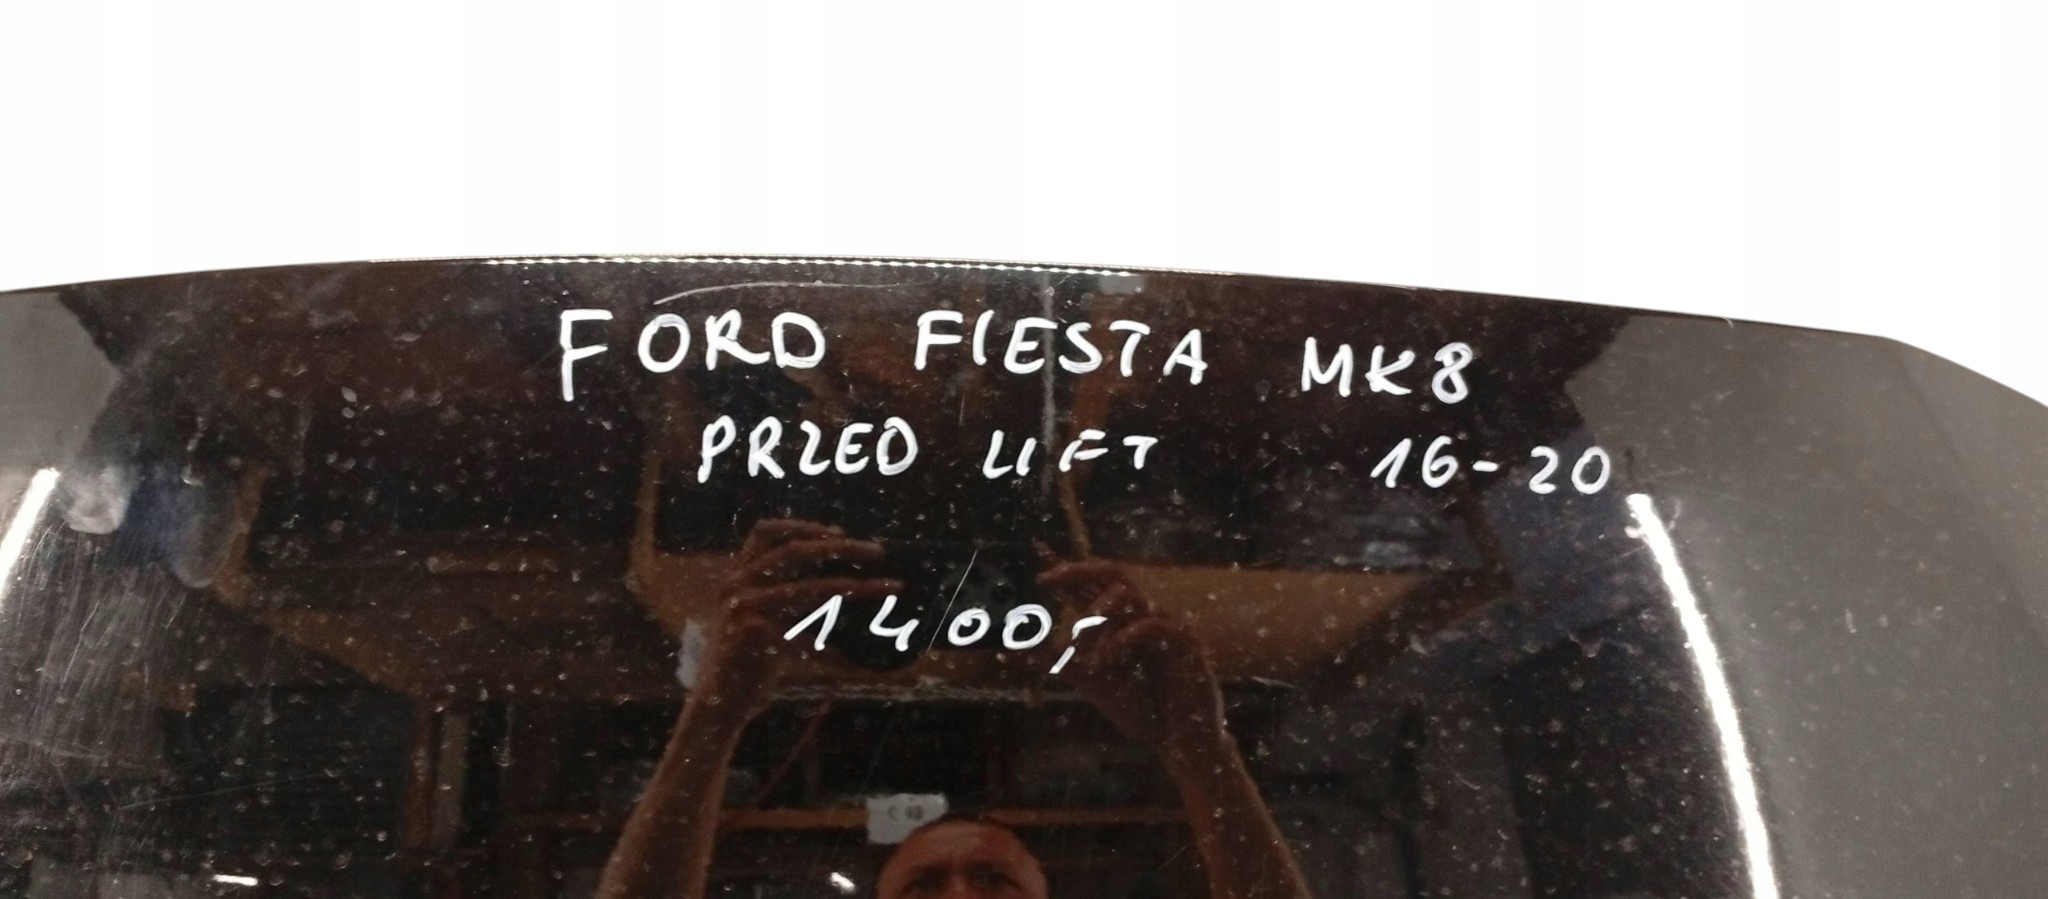 FORD FIESTA MK8
PRZED LIFT 16-20
1400,-